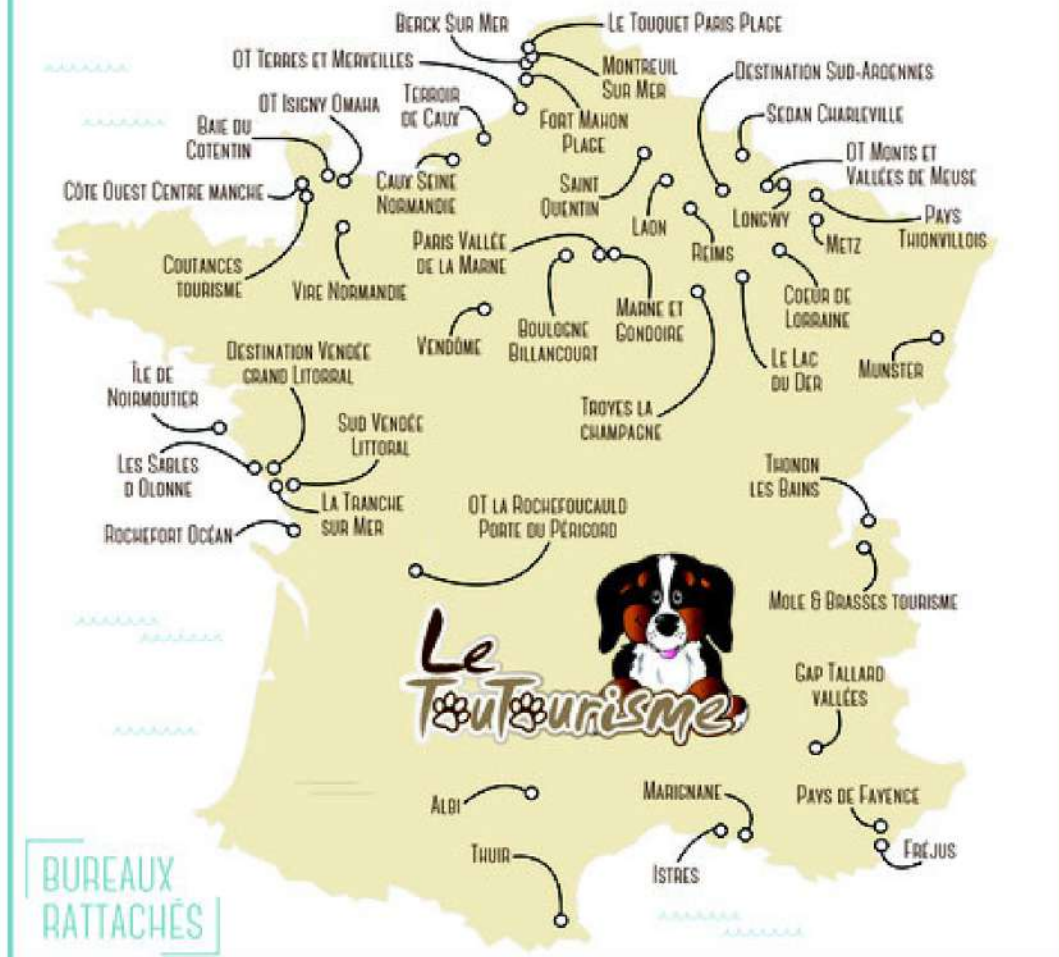 Berck Sur Mer
Le Touquet Paris Plage
OT Terres et Merveilles
Montreuil
Sur Mer
Destination Sud-Ardennes
OT Isigny Omaha
Terroir
de Caux
Fort Mahon
Plage
Sedan Charleville
Baie du
Cotentin
OT Monts et
Vallées de Meuse
Côte Ouest Centre manche
Caux Seine
Normandie
Saint
Quentin
Laon
Longwy
Pays
Thionvillois
Coutances
tourisme
Vire Normandie
Paris Vallée
de la Marne
Reims
Metz
Vendôme
Boulogne
Billancourt
Marne et
Gondoire
Coeur de
Lorraine
Destination Vendée
grand Litorral
Le Lac
du Der
Munster
Île de
Noirmoutier
Sud Vendée
Littoral
Troyes la
champagne
Les Sables
d Olonne
La Tranche
sur Mer
Thonon
les Bains
Rochefort Océan
OT la Rochefoucauld
Porte du Périgord
Mole & Brasses tourisme
Le
TouTourisme
Gap Tallard
vallées
Albi
Marignane
Pays de Fayence
Thuir
Istres
Fréjus
BUREAUX
RATTACHÉS